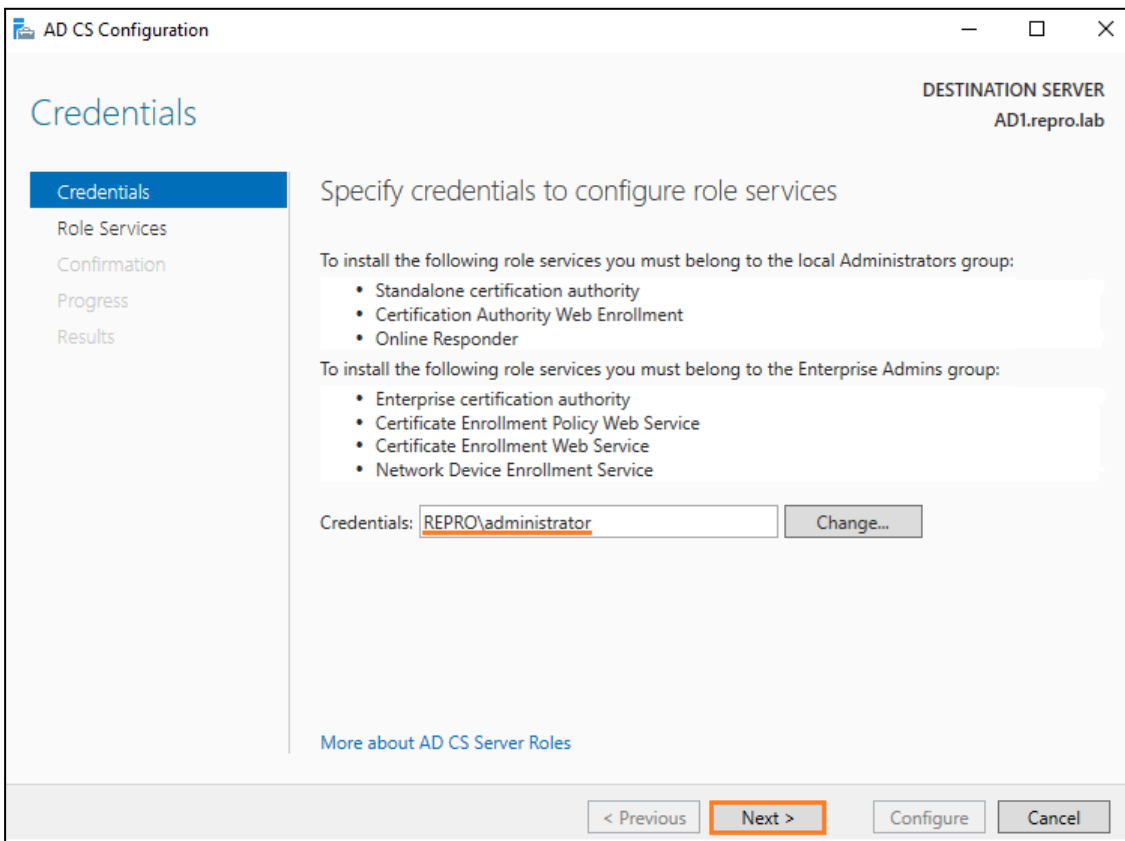 AD CS Configuration
DESTINATION SERVER
AD1.repro.lab
Credentials
Credentials
Role Services
Confirmation
Progress
Results
Specify credentials to configure role services
To install the following role services you must belong to the local Administrators group:
• Standalone certification authority
• Certification Authority Web Enrollment
• Online Responder
To install the following role services you must belong to the Enterprise Admins group:
• Enterprise certification authority
• Certificate Enrollment Policy Web Service
• Certificate Enrollment Web Service
• Network Device Enrollment Service
Credentials: REPRO\administrator Change...
More about AD CS Server Roles
< Previous Next > Configure Cancel